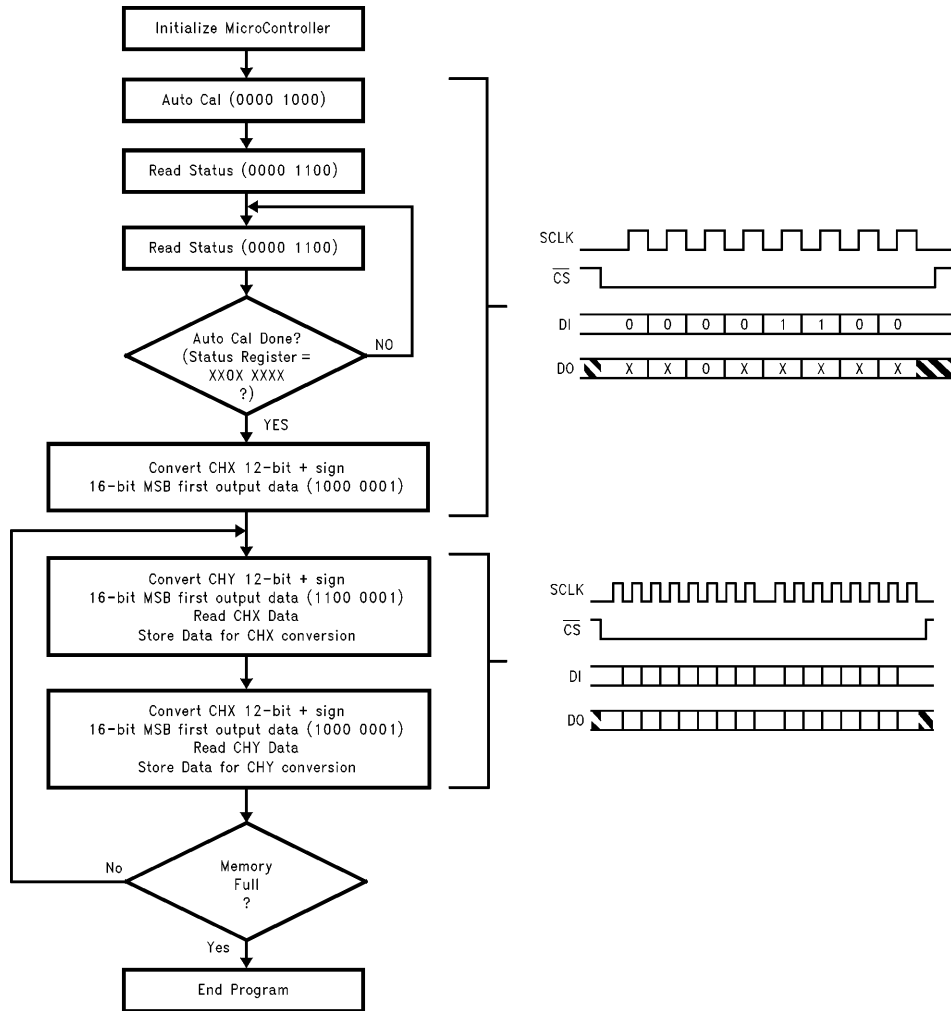 Initialize MicroController
Auto Cal (0000 1000)
Read Status (0000 1100)
Read Status (0000 1100)
Auto Cal Done?
(Status Register =
XX0X XXXX
?)
NO
YES
Convert CHX 12-bit + sign
16-bit MSB first output data (1000 0001)
Convert CHY 12-bit + sign
16-bit MSB first output data (1100 0001)
Read CHX Data
Store Data for CHX conversion
Convert CHX 12-bit + sign
16-bit MSB first output data (1000 0001)
Read CHY Data
Store Data for CHY conversion
Memory
Full
?
No
Yes
End Program
SCLK
CS
DI 0 0 0 0 1 1 0 0
DO X X 0 X X X X X
SCLK
CS
DI
DO